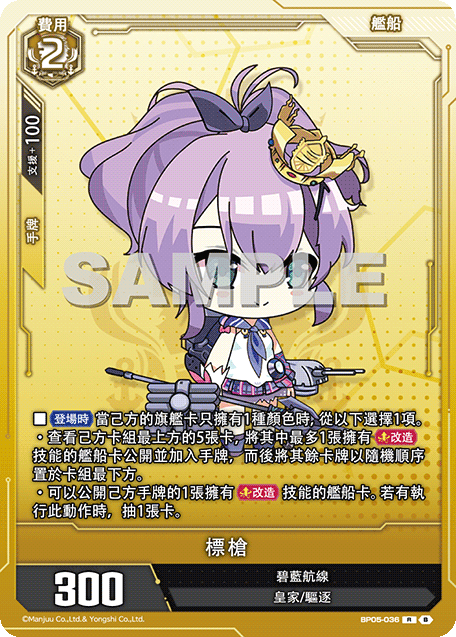 費用
2
艦船
支援+100
手牌
SAMPLE
■ 登場時 當己方的旗艦卡只擁有1種顏色時, 從以下選擇1項。
・查看己方卡組最上方的5張卡, 將其中最多1張擁有 改造
技能的艦船卡公開並加入手牌, 而後將其餘卡牌以隨機順序
置於卡組最下方。
・可以公開己方手牌的1張擁有 改造 技能的艦船卡。若有執
行此動作時, 抽1張卡。
標槍
300
碧藍航線
皇家/驅逐
©Manjuu Co.,Ltd.& Yongshi Co.,Ltd.
BP05-036 R B